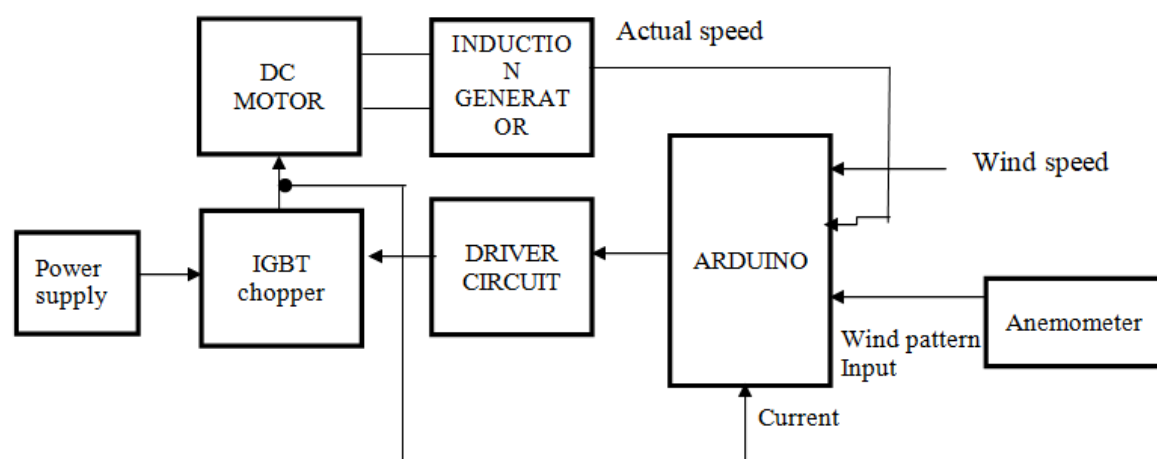 DC
MOTOR
INDUCTIO
N
GENERAT
OR
Actual speed
Wind speed
Power
supply
IGBT
chopper
DRIVER
CIRCUIT
ARDUINO
Anemometer
Wind pattern
Input
Current